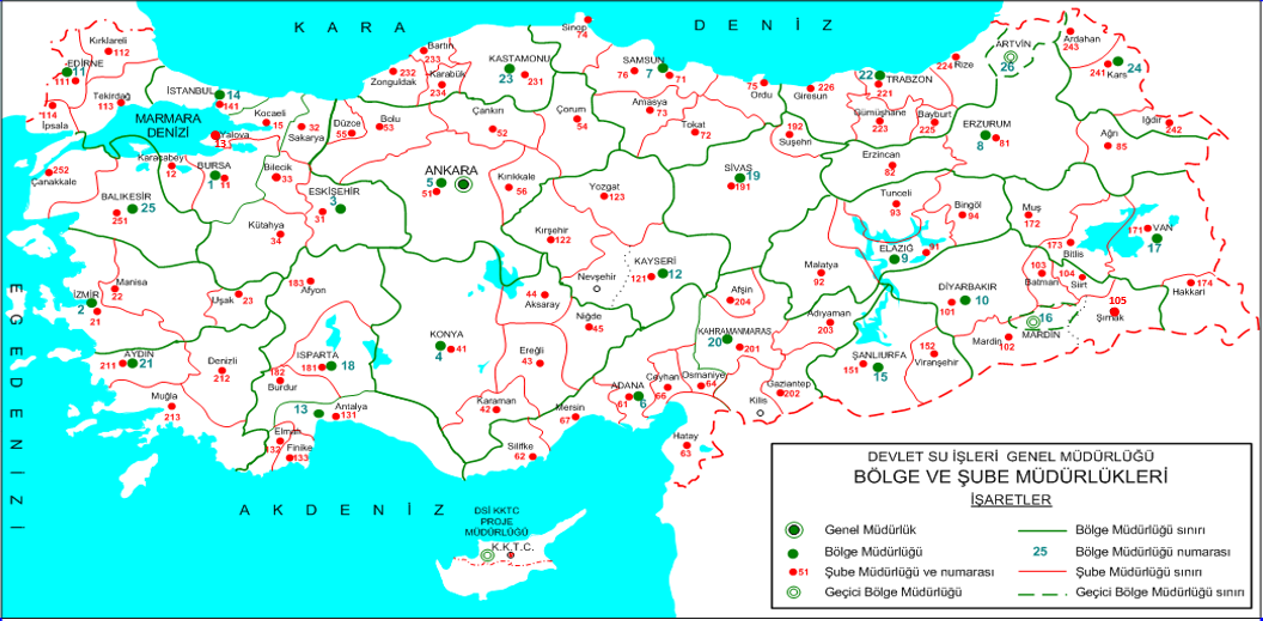 K A R A
D E N İ Z
Sinop
74
Kırklareli
112
EDİRNE
11
111
Tekirdağ
113
114
İpsala
İSTANBUL
14
141
MARMARA
DENİZİ
Kocaeli
15
Yalova
13
32
Sakarya
Düzce
55
Bolu
53
Zonguldak
232
Bartın
233
Karabük
234
KASTAMONU
23
231
Çankırı
52
SAMSUN
7
76
71
Çorum
54
Amasya
73
Tokat
72
75
Ordu
Giresun
226
22
TRABZON
221
224
Rize
ARTVİN
26
Ardahan
243
241
24
Kars
Gümüşhane
223
Bayburt
225
192
Suşehri
ERZURUM
8
81
Iğdır
242
Ağrı
85
Erzincan
82
252
Çanakkale
Karacabey
12
BURSA
1
11
Bilecik
33
ESKİŞEHİR
3
31
ANKARA
5
51
Kırıkkale
56
Yozgat
123
SİVAS
19
191
BALIKESİR
25
251
Kütahya
34
Kırşehir
122
Nevşehir
KAYSERİ
12
121
Tunceli
93
Bingöl
94
Muş
172
171
VAN
17
173
Bitlis
ELAZIĞ
9
91
Malatya
92
Manisa
22
İZMİR
2
21
Uşak
23
183
Afyon
44
Aksaray
Niğde
45
Afşin
204
Adıyaman
203
DİYARBAKIR
10
101
103
Batman
104
Siirt
174
Hakkari
105
Şırnak
16
MARDİN
Mardin
102
AYDIN
211
21
Denizli
212
ISPARTA
181
18
182
Burdur
KONYA
4
41
Ereğli
43
KAHRAMANMARAŞ
20
201
ŞANLIURFA
151
15
152
Viranşehir
Muğla
213
13
Antalya
131
Elmalı
132
Finike
133
Karaman
42
Mersin
67
Silifke
62
ADANA
61
6
Ceyhan
66
Osmaniye
64
Gaziantep
202
Kilis
Hatay
63
E G E D E N İ Z İ
A K D E N İ Z
DSİ KKTC
PROJE
MÜDÜRLÜĞÜ
K.K.T.C.
DEVLET SU İŞLERİ GENEL MÜDÜRLÜĞÜ
BÖLGE VE ŞUBE MÜDÜRLÜKLERİ
İŞARETLER
Genel Müdürlük
Bölge Müdürlüğü sınırı
Bölge Müdürlüğü
25 Bölge Müdürlüğü numarası
51 Şube Müdürlüğü ve numarası
Şube Müdürlüğü sınırı
Geçici Bölge Müdürlüğü
Geçici Bölge Müdürlüğü sınırı